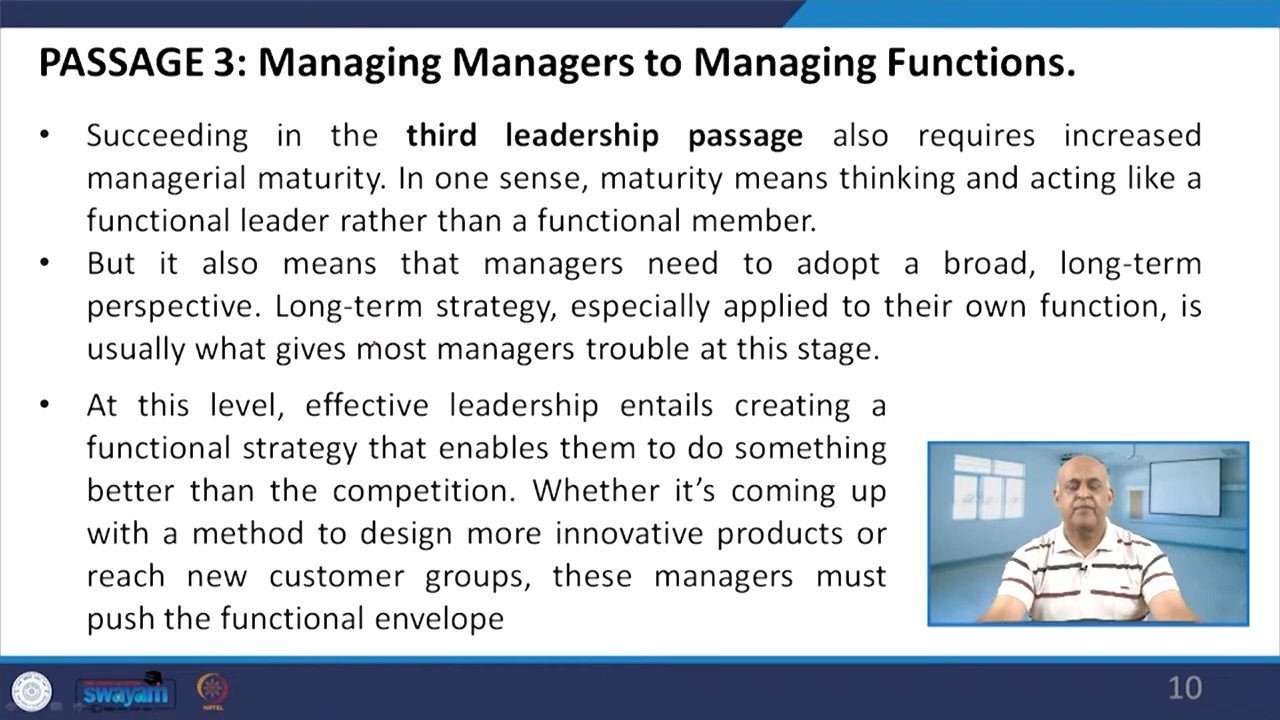 PASSAGE 3: Managing Managers to Managing Functions.
• Succeeding in the third leadership passage also requires increased
managerial maturity. In one sense, maturity means thinking and acting like a
functional leader rather than a functional member.
• But it also means that managers need to adopt a broad, long-term
perspective. Long-term strategy, especially applied to their own function, is
usually what gives most managers trouble at this stage.
• At this level, effective leadership entails creating a
functional strategy that enables them to do something
better than the competition. Whether it’s coming up
with a method to design more innovative products or
reach new customer groups, these managers must
push the functional envelope
swayam
NPTEL
10